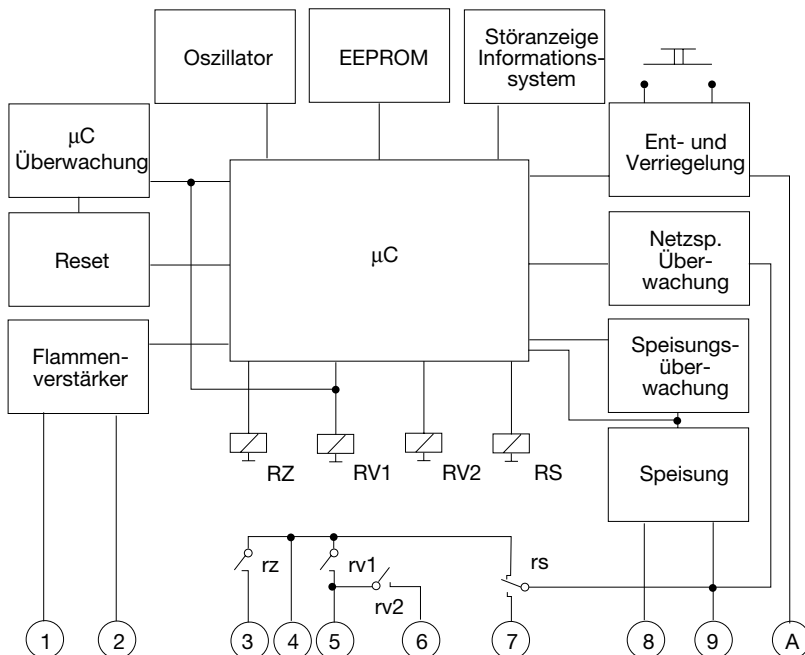 Oszillator
EEPROM
Störanzeige
Informations-
system
μC
Überwachung
Ent- und
Verriegelung
Reset
μC
Netzsp.
Über-
wachung
Flammen-
verstärker
Speisungs-
über-
wachung
RZ
RV1
RV2
RS
Speisung
rz
rv1
rv2
rs
1
2
3
4
5
6
7
8
9
A